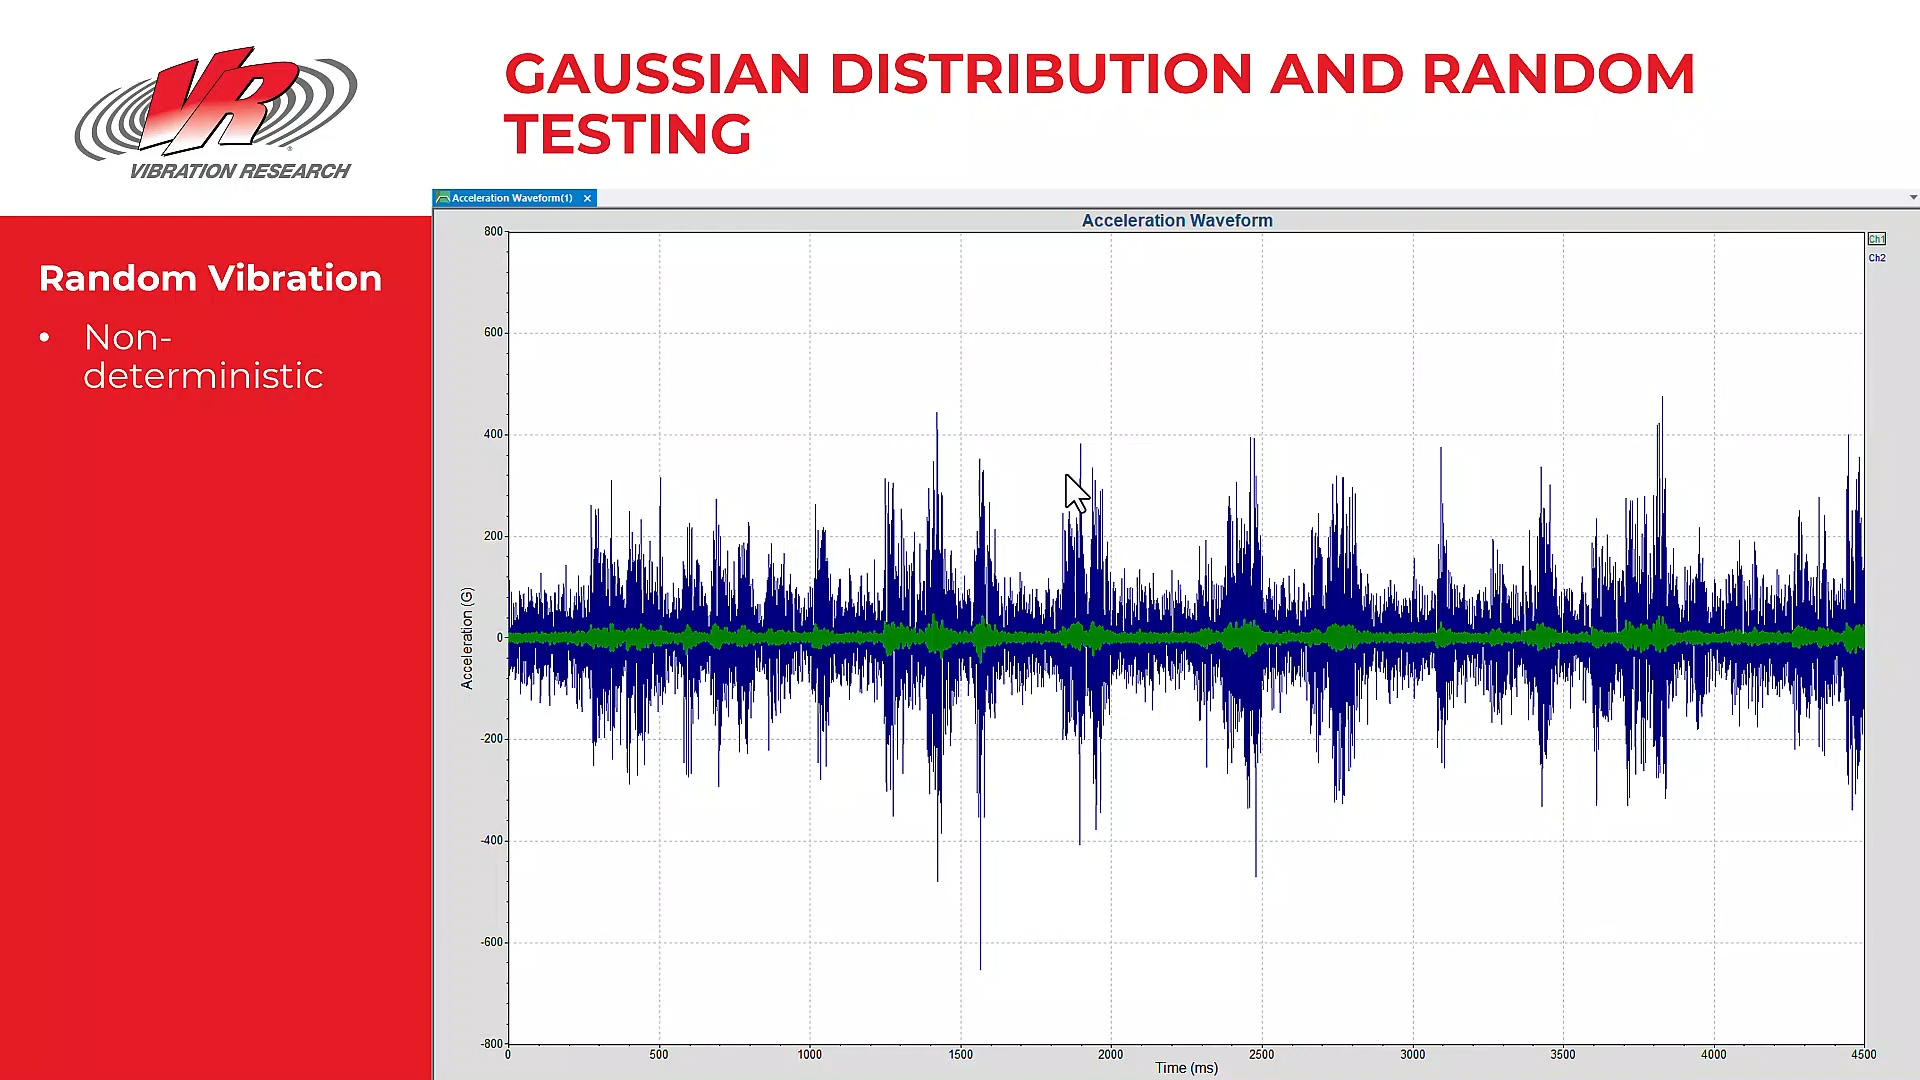 VR
VIBRATION RESEARCH
GAUSSIAN DISTRIBUTION AND RANDOM
TESTING
Random Vibration
• Non-
deterministic
Acceleration Waveform(1)
Acceleration Waveform
Ch1
Ch2
Acceleration (G)
800
600
400
200
0
-200
-400
-600
-800
0 500 1000 1500 2000 2500 3000 3500 4000 4500
Time (ms)